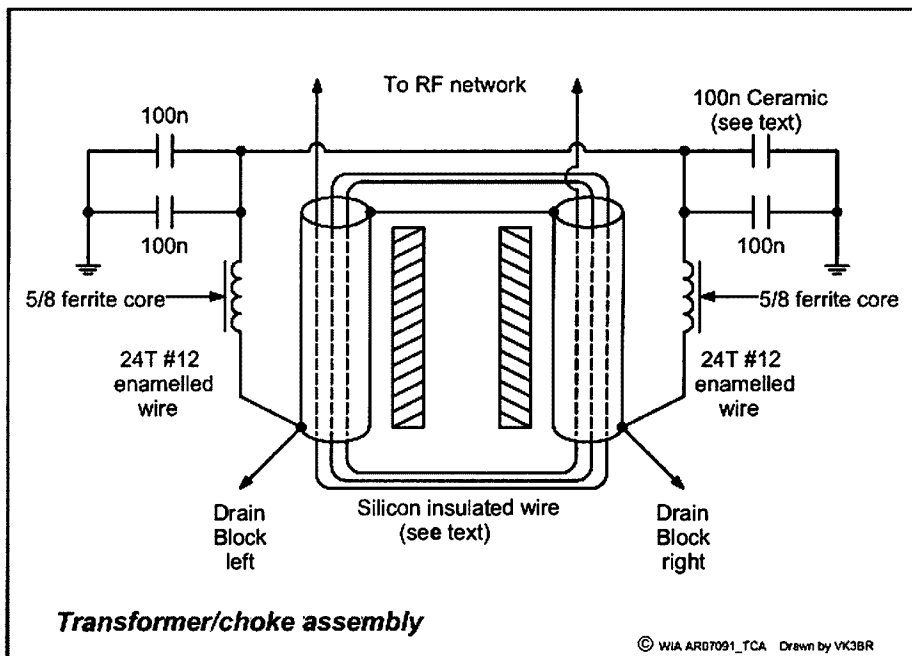 To RF network
100n
100n Ceramic
(see text)
100n
100n
5/8 ferrite core
5/8 ferrite core
24T #12
enamelled
wire
24T #12
enamelled
wire
Silicon insulated wire
(see text)
Drain
Block
left
Drain
Block
right
Transformer/choke assembly
© WIA ARD7091_TCA Drawn by VK3BR